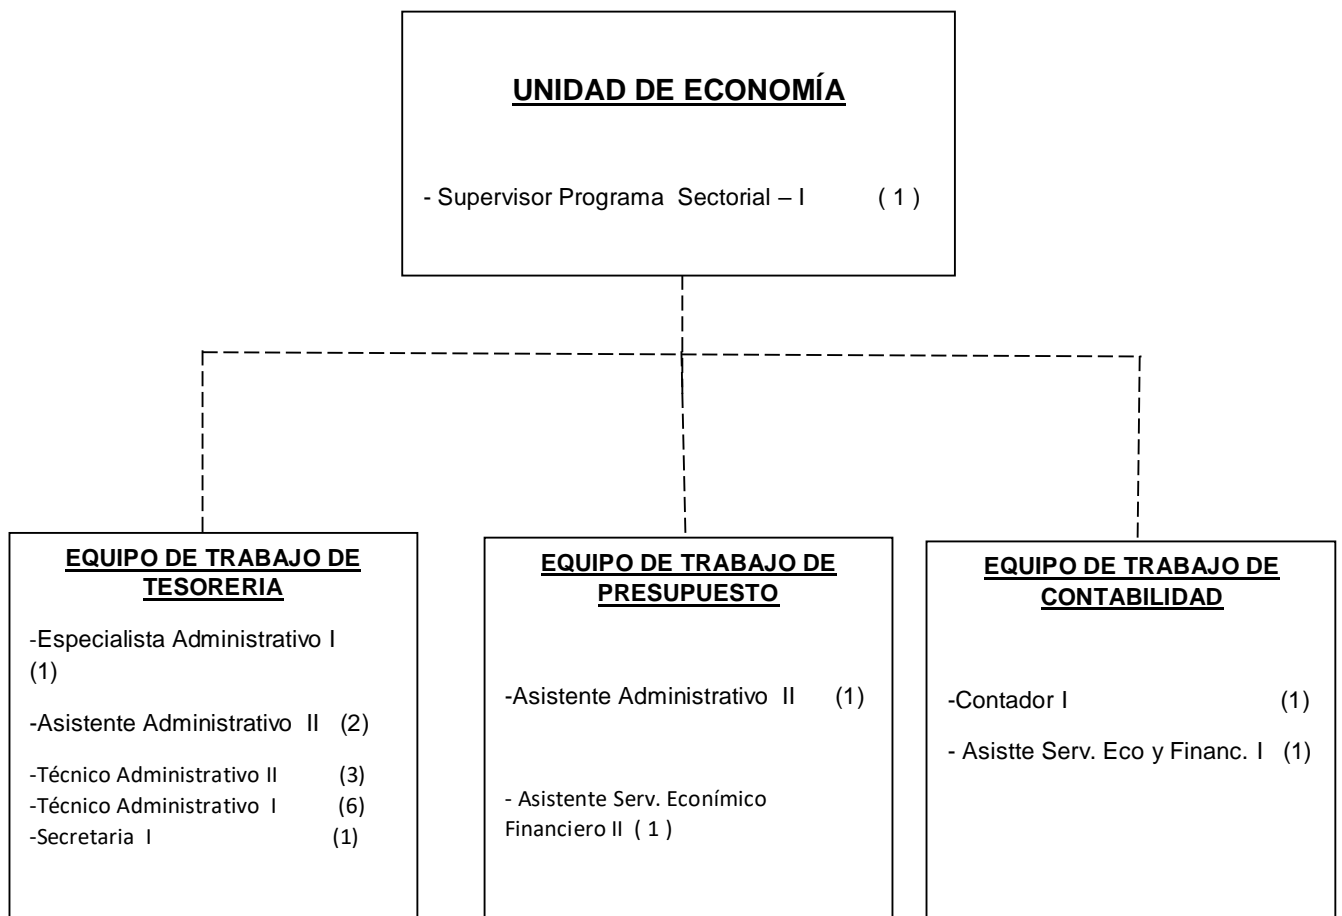 UNIDAD DE ECONOMÍA
- Supervisor Programa Sectorial – I ( 1 )
EQUIPO DE TRABAJO DE
TESORERIA
-Especialista Administrativo I
(1)
-Asistente Administrativo II (2)
-Técnico Administrativo II (3)
-Técnico Administrativo I (6)
-Secretaria I (1)
EQUIPO DE TRABAJO DE
PRESUPUESTO
-Asistente Administrativo II (1)
- Asistente Serv. Econímico
Financiero II ( 1 )
EQUIPO DE TRABAJO DE
CONTABILIDAD
-Contador I (1)
- Asistte Serv. Eco y Financ. I (1)